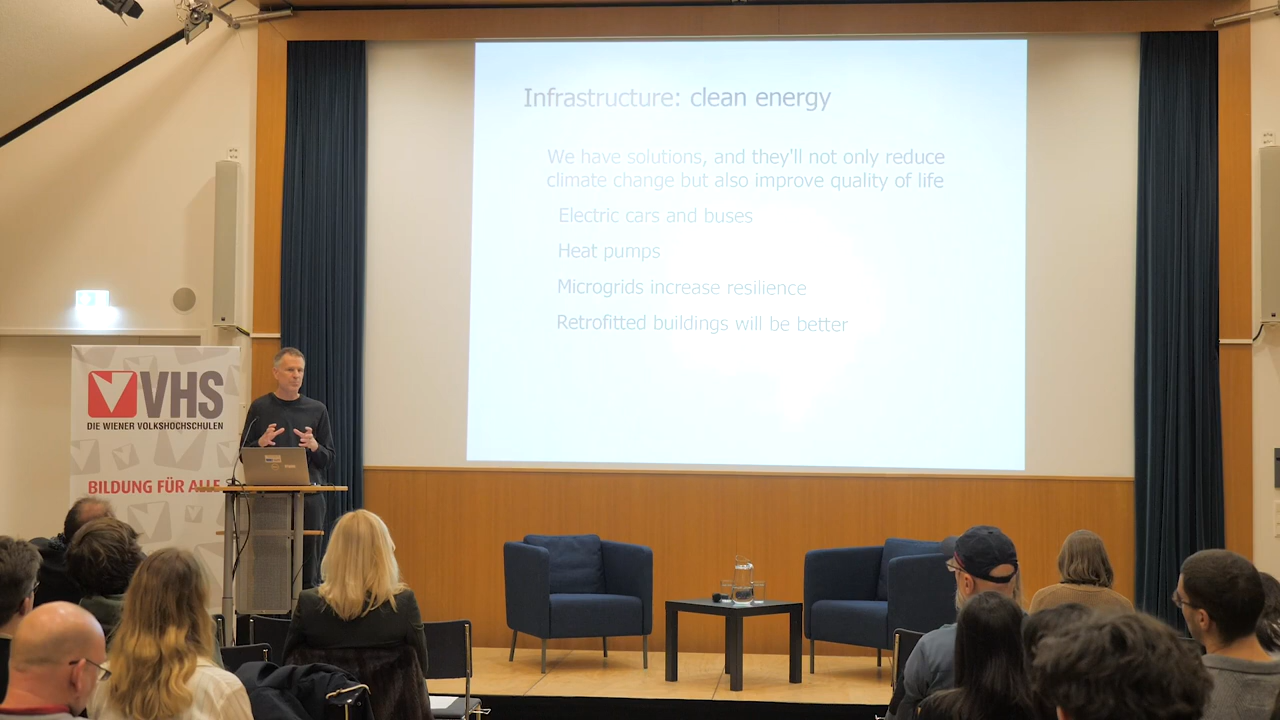 Infrastructure: clean energy
We have solutions, and they'll not only reduce
climate change but also improve quality of life
Electric cars and buses
Heat pumps
Microgrids increase resilience
Retrofitted buildings will be better
VHS
DIE WIENER VOLKSHOCHSCHULEN
BILDUNG FÜR ALLE